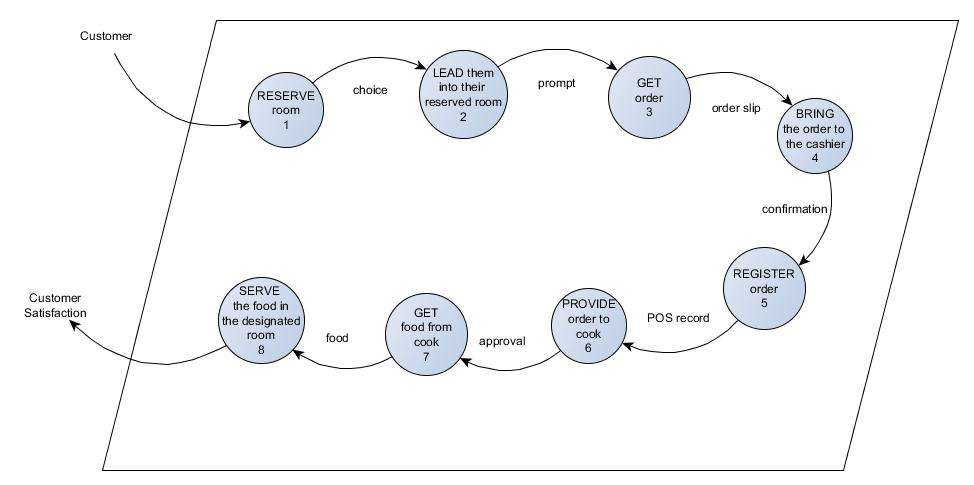 Customer
RESERVE
room
1
choice
LEAD them
into their
reserved room
2
prompt
GET
order
3
order slip
BRING
the order to
the cashier
4
confirmation
REGISTER
order
5
POS record
PROVIDE
order to
cook
6
approval
GET
food from
cook
7
food
SERVE
the food in
the designated
room
8
Customer
Satisfaction